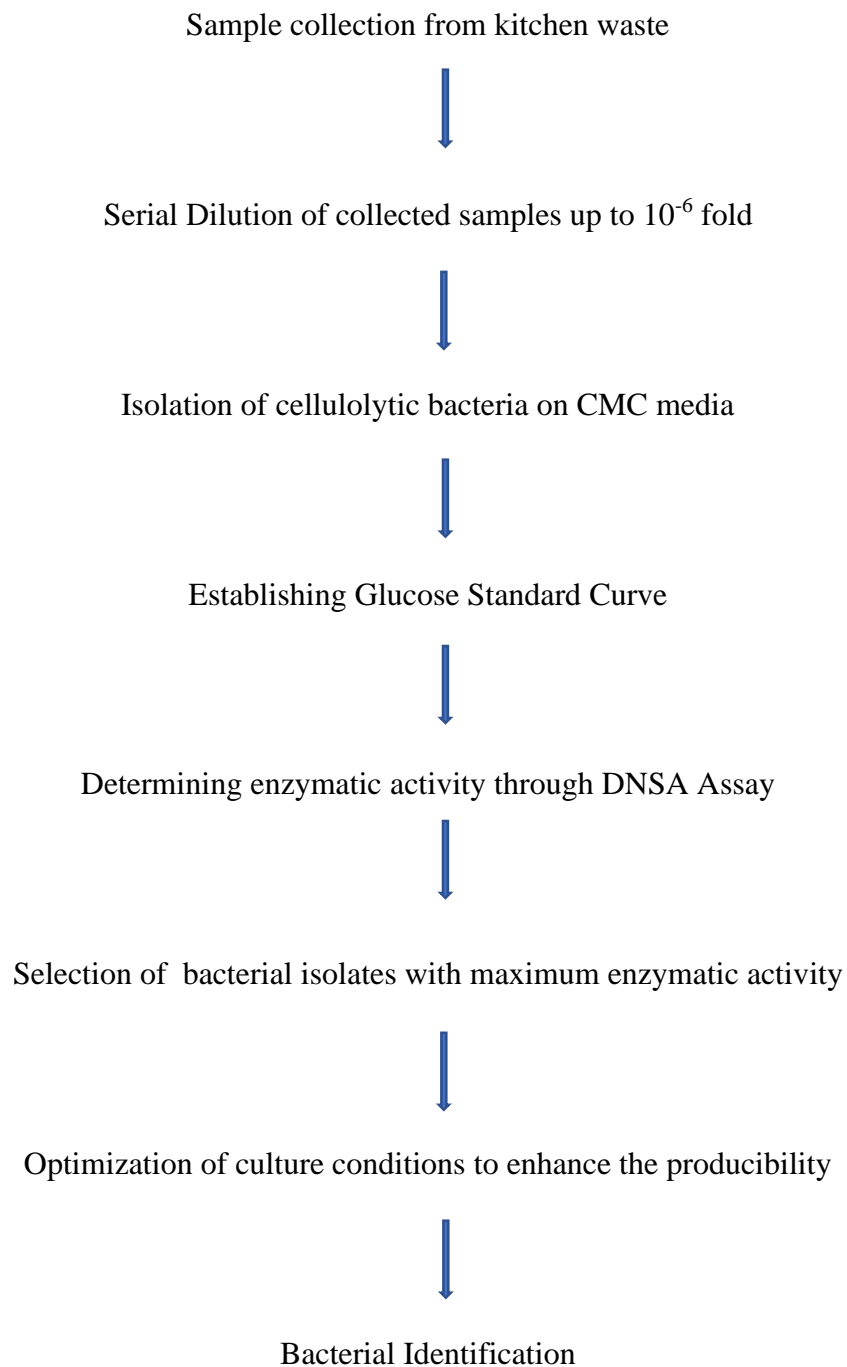 Sample collection from kitchen waste
Serial Dilution of collected samples up to 10⁻⁶ fold
Isolation of cellulolytic bacteria on CMC media
Establishing Glucose Standard Curve
Determining enzymatic activity through DNSA Assay
Selection of  bacterial isolates with maximum enzymatic activity
Optimization of culture conditions to enhance the producibility
Bacterial Identification